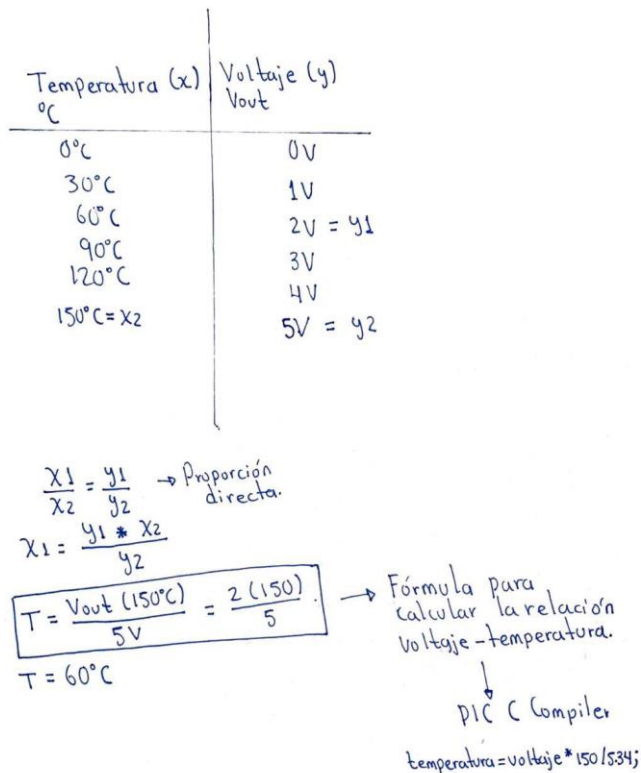 Temperatura (x) Voltaje (y)
°C Vout
0°C 0V
30°C 1V
60°C 2V = y1
90°C 3V
120°C 4V
150°C = x2 5V = y2
x1/x2 = y1/y2 → Proporción directa.
x1 = y1 * x2 / y2
T = Vout (150°C) / 5V = 2 (150) / 5 . → Fórmula para
calcular la relación
voltaje - temperatura.
T = 60°C
↓
PIC C Compiler
temperatura=voltaje*150/5.34;